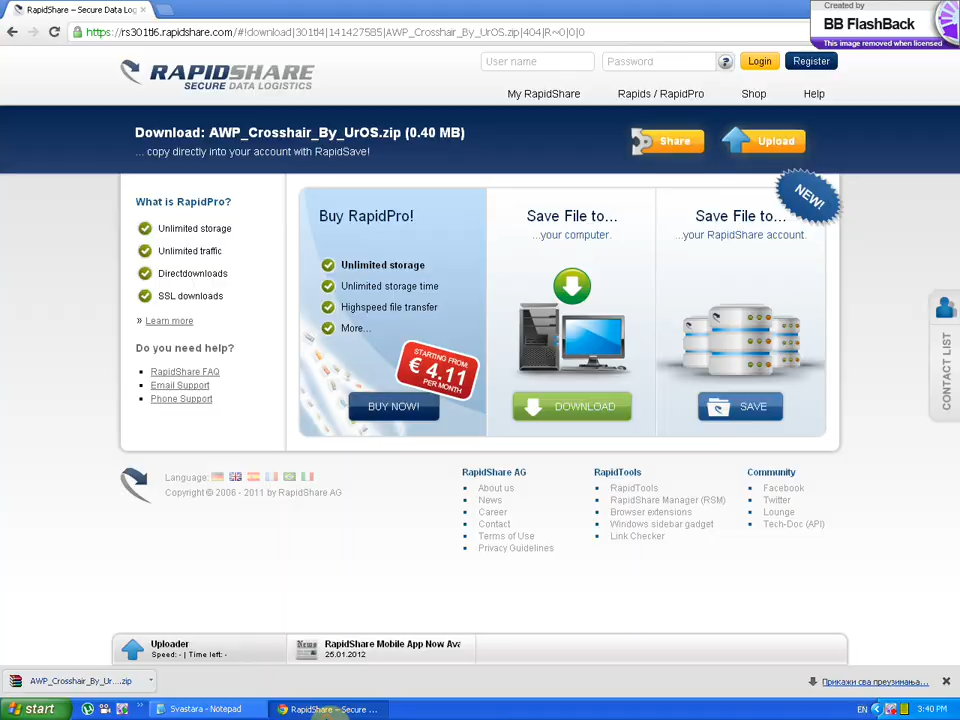 RapidShare – Secure Data Log
Created by
BB FlashBack
This image removed when licensed
https://rs301tl6.rapidshare.com/#!download|301tl4|141427585|AWP_Crosshair_By_UrOS.zip|404|R~0|0|0
RAPIDSHARE
SECURE DATA LOGISTICS
User name
Password
?
Login
Register
My RapidShare
Rapids / RapidPro
Shop
Help
Download: AWP_Crosshair_By_UrOS.zip (0.40 MB)
... copy directly into your account with RapidSave!
Share
Upload
NEW!
What is RapidPro?
Unlimited storage
Unlimited traffic
Directdownloads
SSL downloads
» Learn more
Do you need help?
RapidShare FAQ
Email Support
Phone Support
Buy RapidPro!
Unlimited storage
Unlimited storage time
Highspeed file transfer
More...
STARTING FROM:
€ 4.11
PER MONTH
BUY NOW!
Save File to...
...your computer.
DOWNLOAD
Save File to...
...your RapidShare account.
SAVE
CONTACT LIST
Language:
Copyright © 2006 - 2011 by RapidShare AG
RapidShare AG
About us
News
Career
Contact
Terms of Use
Privacy Guidelines
RapidTools
RapidTools
RapidShare Manager (RSM)
Browser extensions
Windows sidebar gadget
Link Checker
Community
Facebook
Twitter
Lounge
Tech-Doc (API)
Uploader
Speed: - | Time left: -
News
RapidShare Mobile App Now Ava
25.01.2012
AWP_Crosshair_By_Ur....zip
Прикажи сва преузимања...
start
Svastara - Notepad
RapidShare – Secure ...
EN
3:40 PM